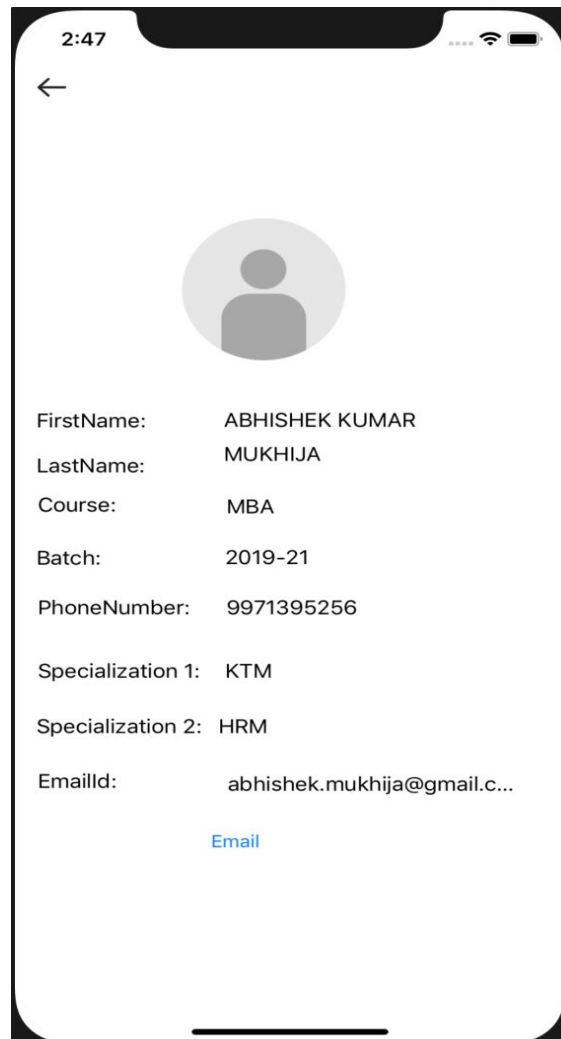 2:47
FirstName: ABHISHEK KUMAR
LastName: MUKHIJA
Course: MBA
Batch: 2019-21
PhoneNumber: 9971395256
Specialization 1: KTM
Specialization 2: HRM
EmailId: abhishek.mukhija@gmail.c...
Email